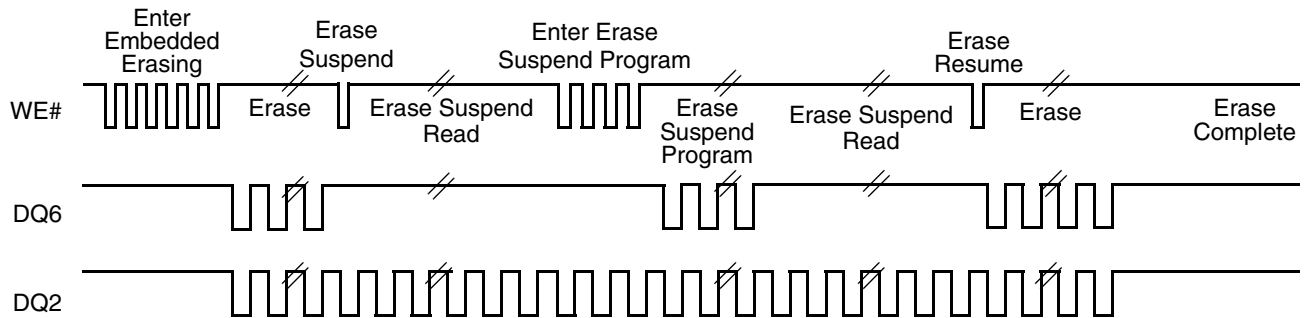 Enter
Embedded
Erasing
Erase
Suspend
Enter Erase
Suspend Program
Erase
Resume
WE#
Erase
Erase Suspend
Read
Erase
Suspend
Program
Erase Suspend
Read
Erase
Erase
Complete
DQ6
DQ2